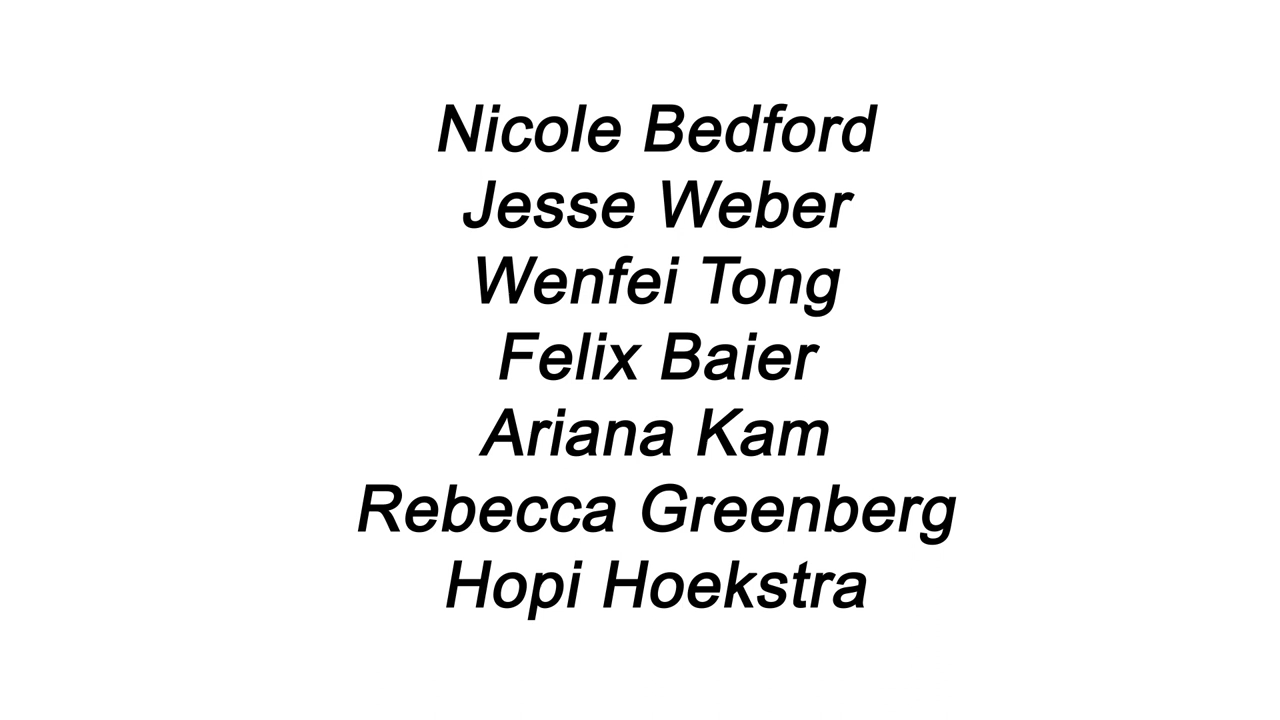 Nicole Bedford
Jesse Weber
Wenfei Tong
Felix Baier
Ariana Kam
Rebecca Greenberg
Hopi Hoekstra